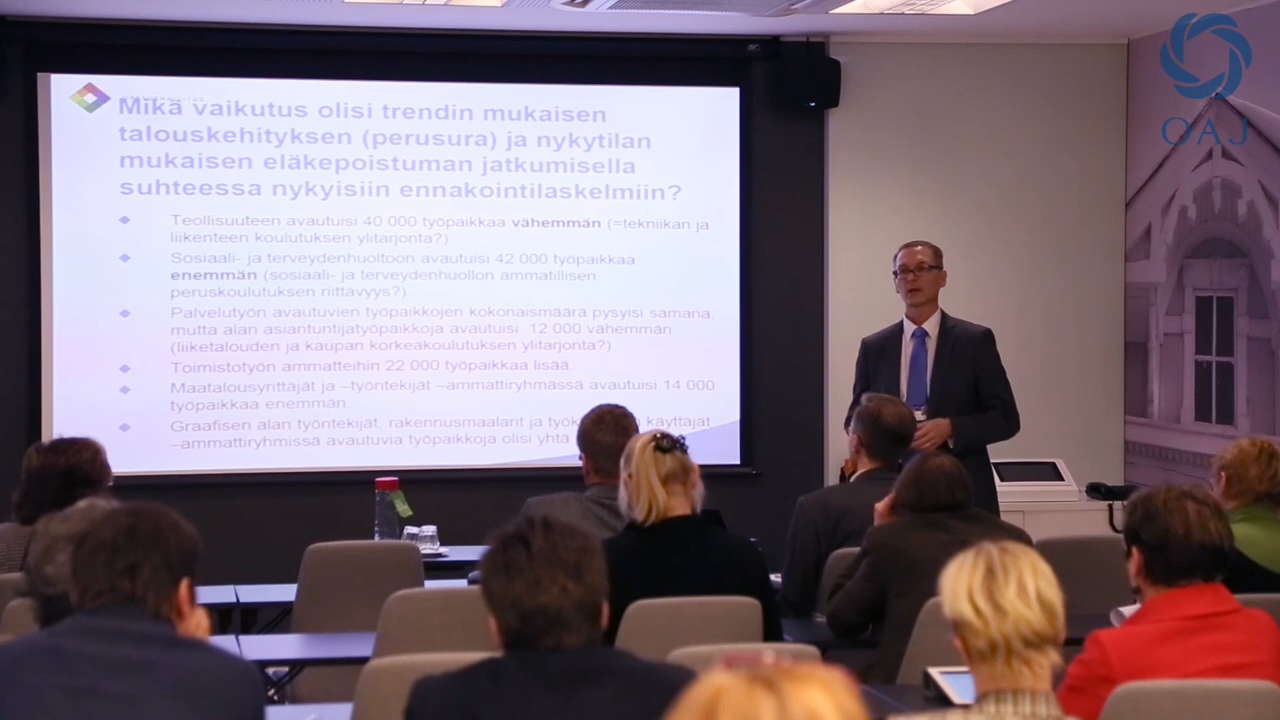 Mikä vaikutus olisi trendin mukaisen
talouskehityksen (perusura) ja nykytilan
mukaisen eläkepoistuman jatkumisella
suhteessa nykyisiin ennakointilaskelmiin?
Teollisuuteen avautuisi 40 000 työpaikkaa vähemmän (=tekniikan ja
liikenteen koulutuksen ylitarjonta?)
Sosiaali- ja terveydenhuoltoon avautuisi 42 000 työpaikkaa
enemmän (sosiaali- ja terveydenhuollon ammatillisen
peruskoulutuksen riittävyys?)
Palvelutyön avautuvien työpaikkojen kokonaismäärä pysyisi samana,
mutta alan asiantuntijatyöpaikkoja avautuisi 12 000 vähemmän
(liiketalouden ja kaupan korkeakoulutuksen ylitarjonta?)
Toimistotyön ammatteihin 22 000 työpaikkaa lisää.
Maatalousyrittäjät ja –työntekijät –ammattiryhmässä avautuisi 14 000
työpaikkaa enemmän.
Graafisen alan työntekijät, rakennusmaalarit ja käyttäjät
–ammattiryhmissä avautuvia työpaikkoja olisi yhtä
OAJ